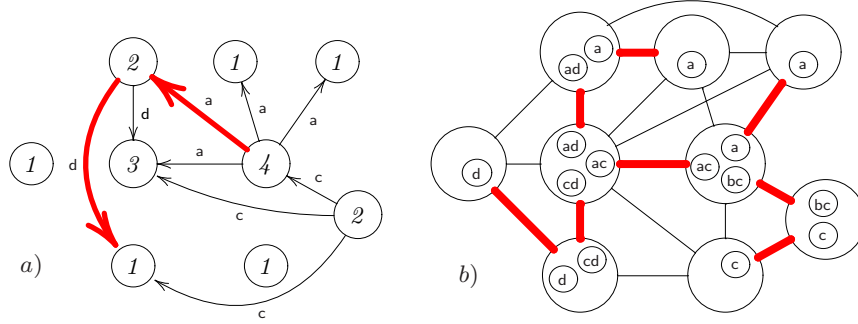 2 1 1
a a a d
1 d 3 a 4 c
c 2
a) 1 1
c
a ad a a
d ad ac cd ac a bc
bc c
b) d cd c